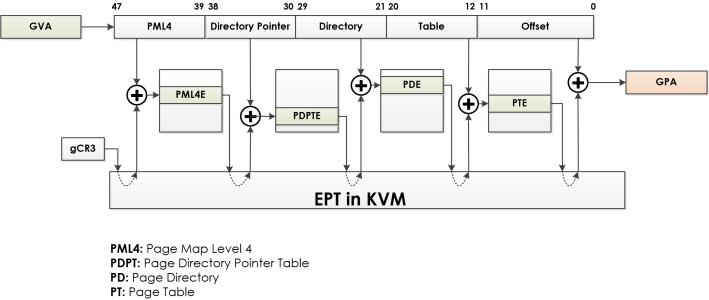 47 39 38 30 29 21 20 12 11 0
GVA PML4 Directory Pointer Directory Table Offset
PML4E PDPTE PDE PTE GPA
gCR3
EPT in KVM
PML4: Page Map Level 4
PDPT: Page Directory Pointer Table
PD: Page Directory
PT: Page Table